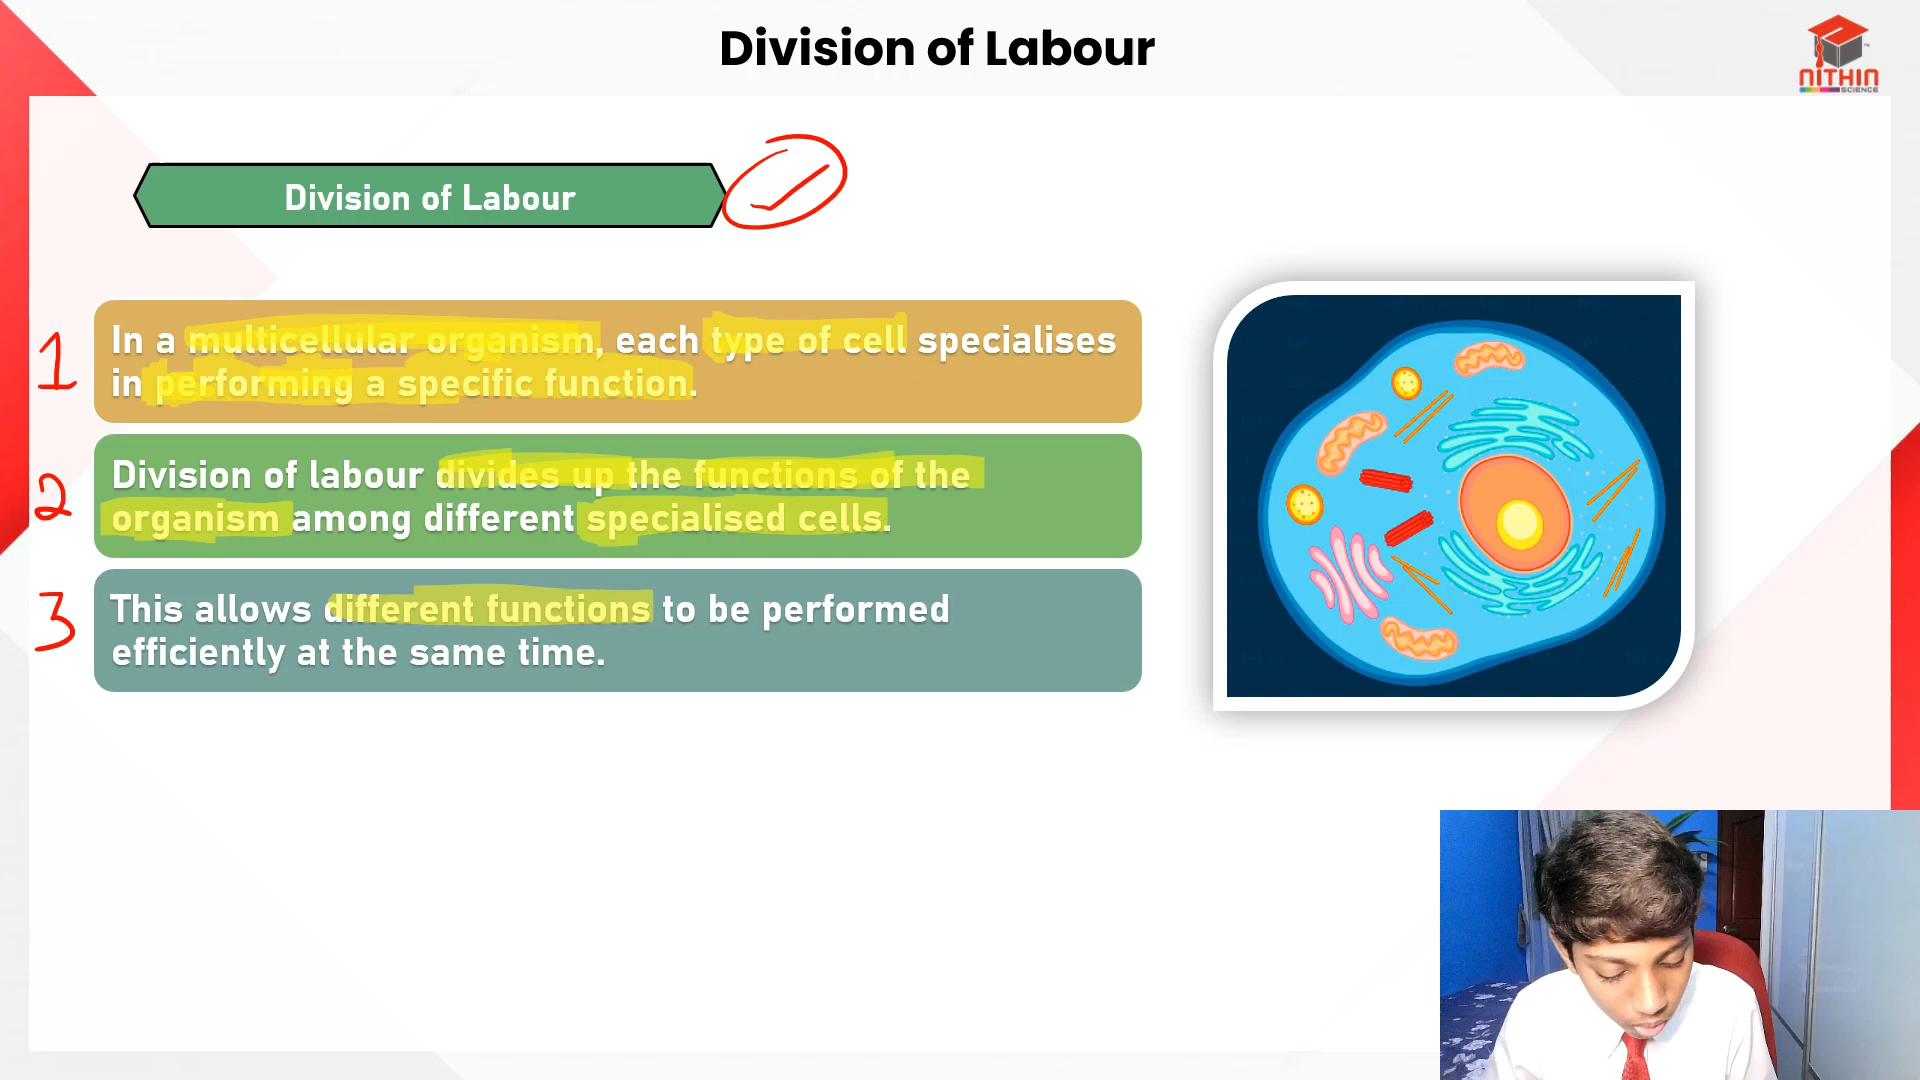 Division of Labour
NITHIN
SCIENCE
Division of Labour
1
In a multicellular organism, each type of cell specialises
in performing a specific function.
2
Division of labour divides up the functions of the
organism among different specialised cells.
3
This allows different functions to be performed
efficiently at the same time.